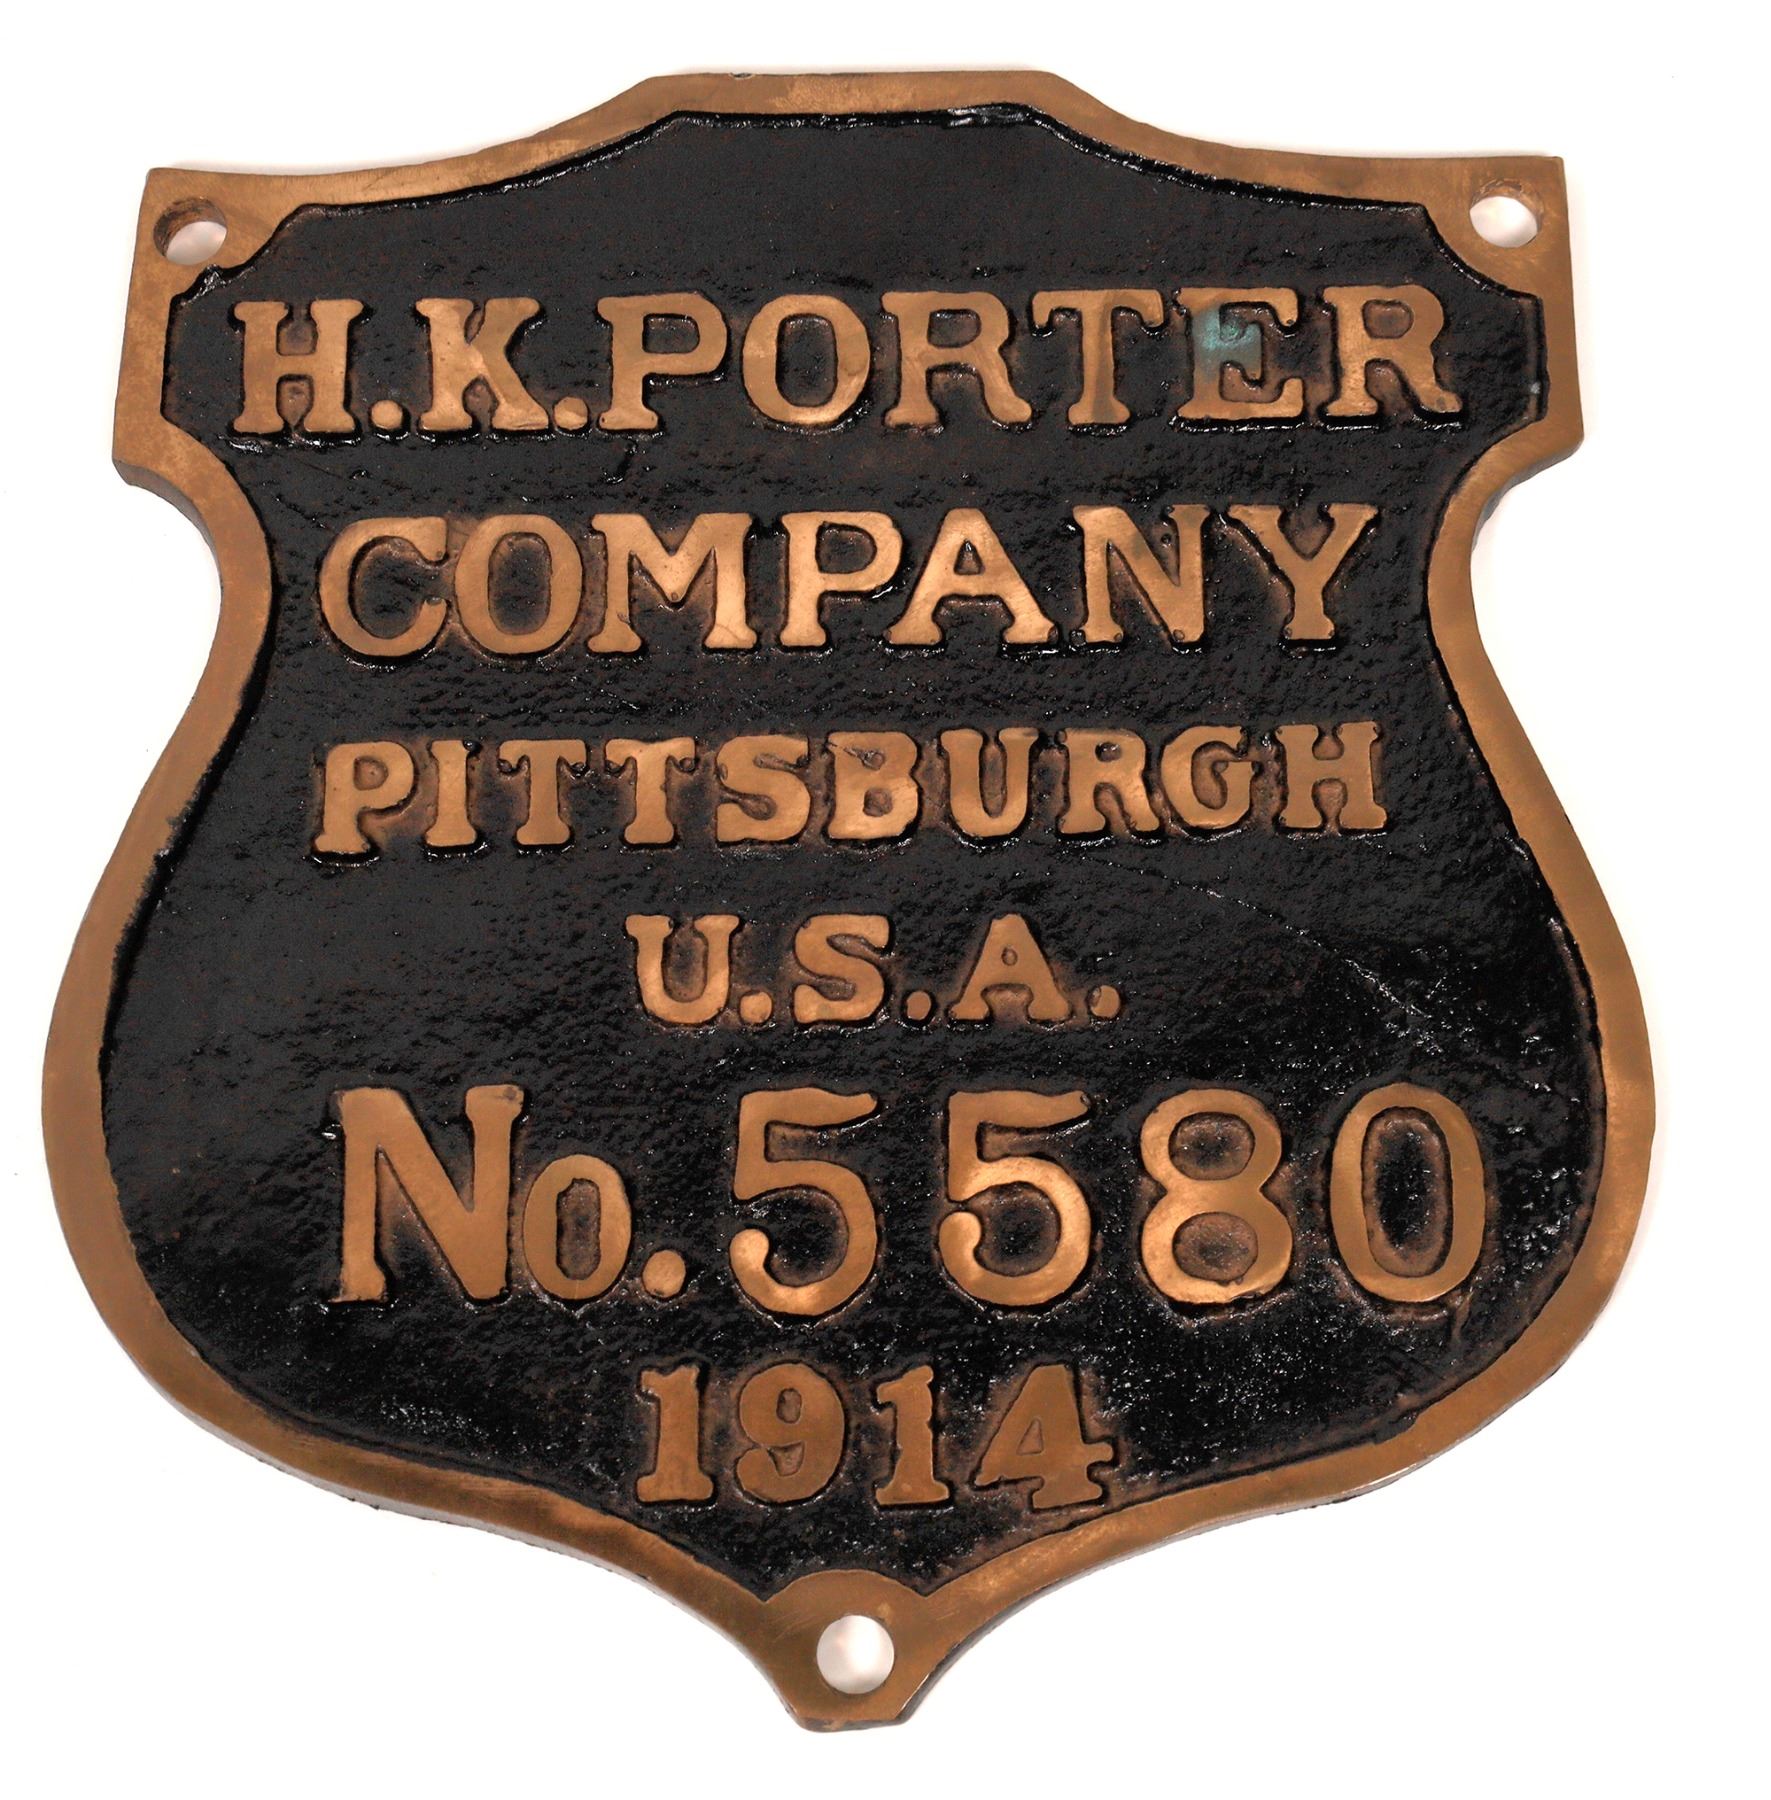 H.K.PORTER
COMPANY
PITTSBURGH
U.S.A.
No. 5580
1914